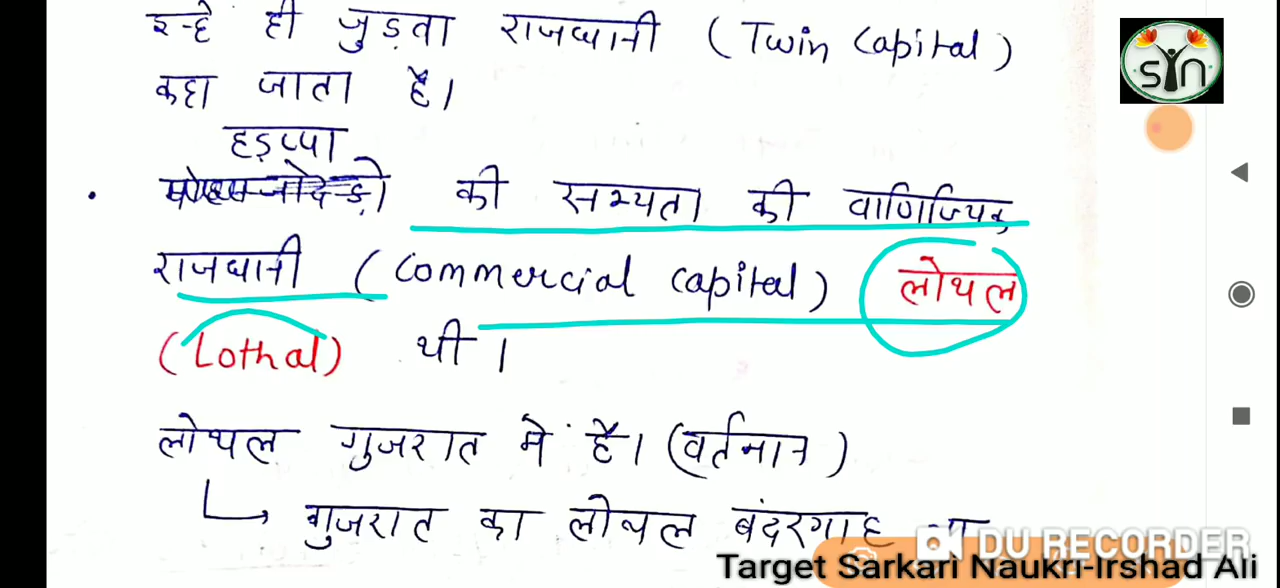 इन्हे ही जुड़वा राजधानी (Twin Capital)
कहा जाता है।
हड़प्पा
• की सभ्यता की वाणिज्यिक
राजधानी (Commercial Capital) लोथल
(Lothal) थी।
लोथल गुजरात मे है। (वर्तमान)
↳ गुजरात का लोथल बंदरगाह
SYN
DU RECORDER
Target Sarkari Naukri-Irshad Ali